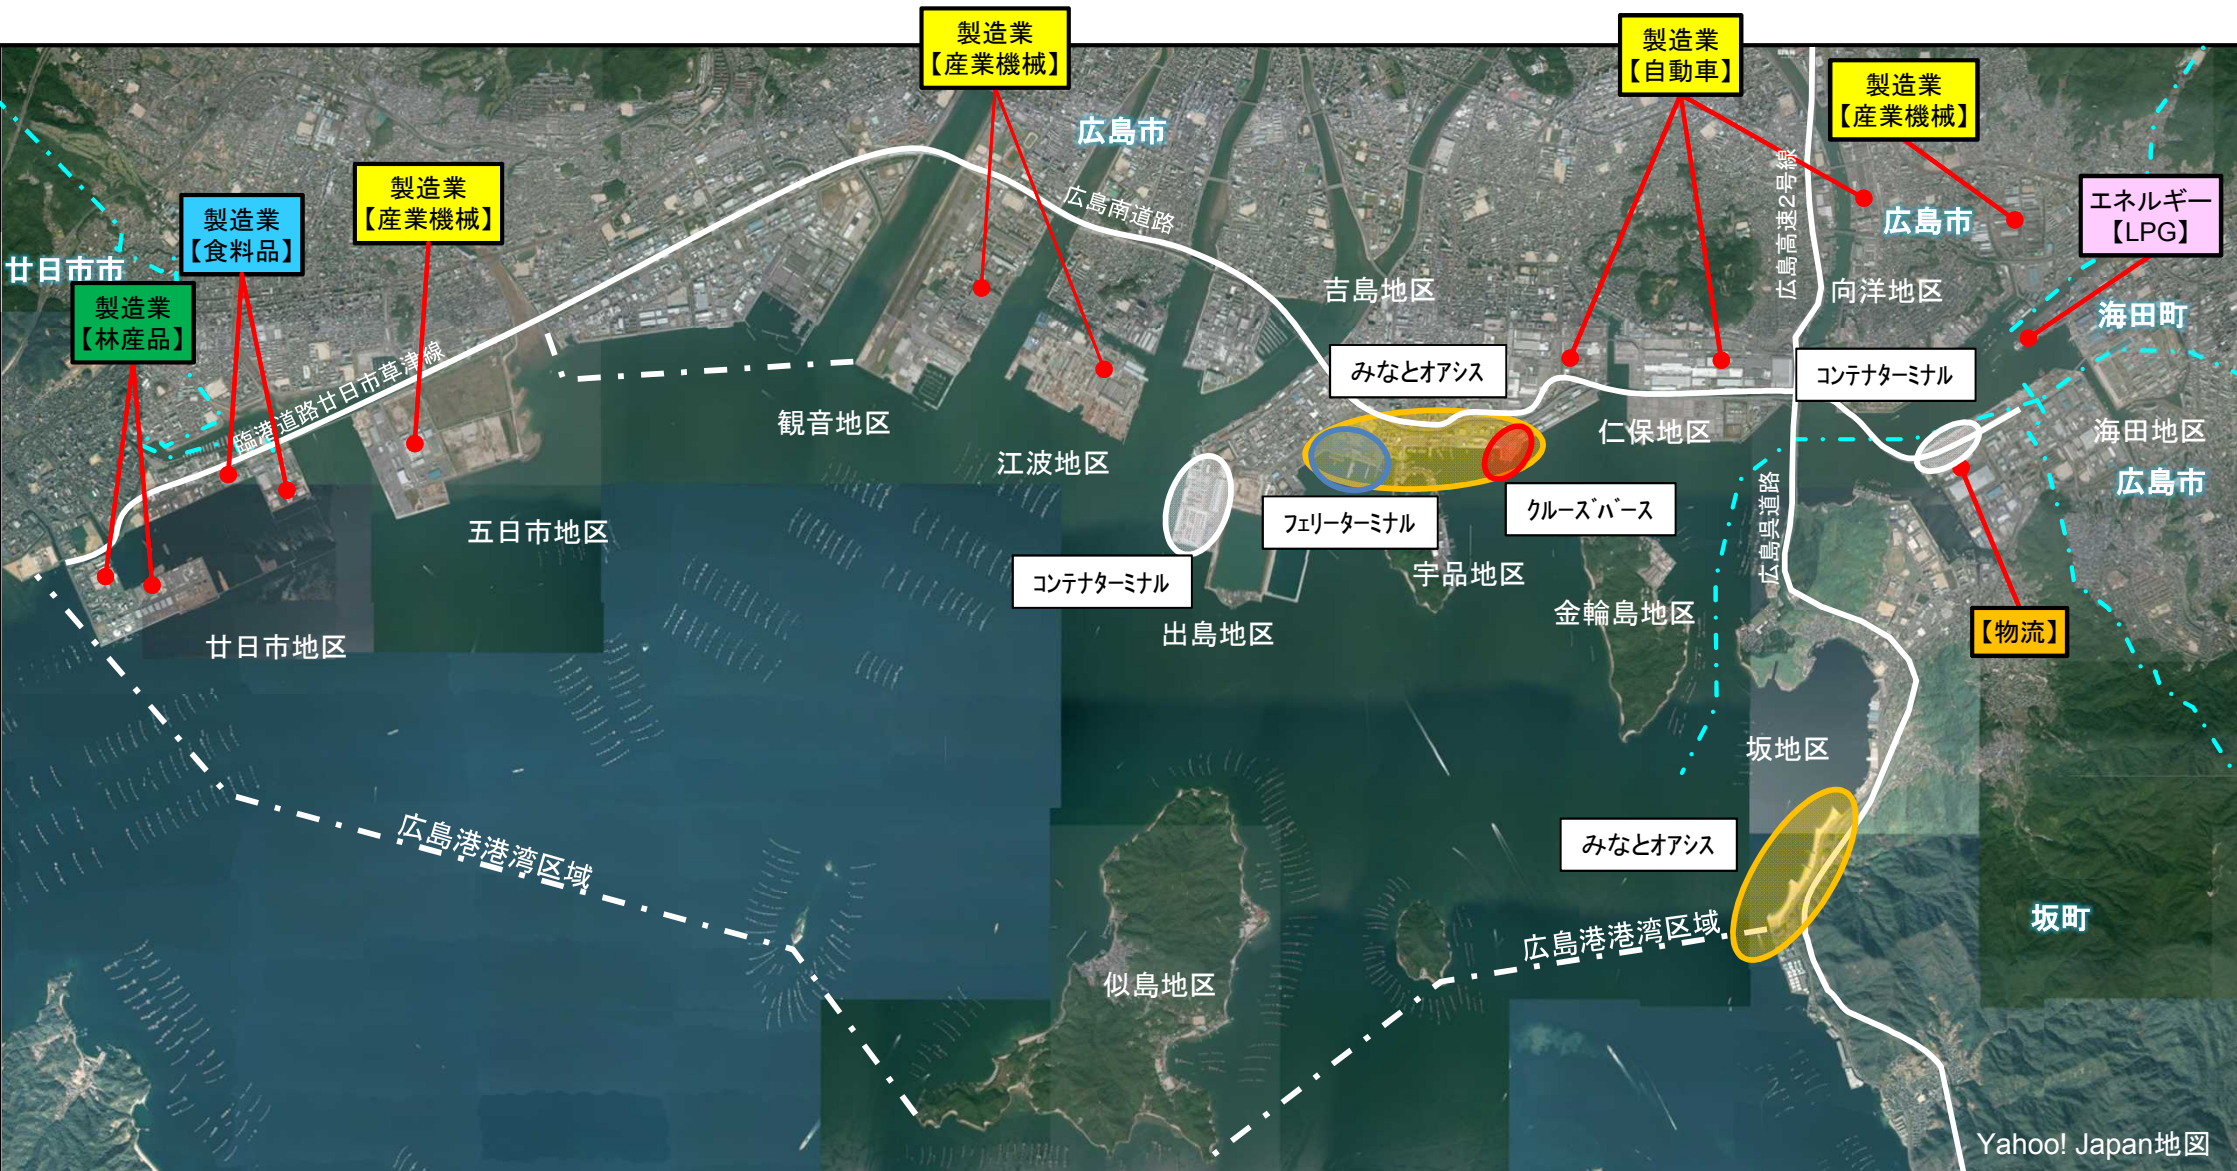 製造業
【産業機械】
製造業
【自動車】
製造業
【産業機械】
広島市
製造業
【産業機械】
製造業
【食料品】
エネルギー
【LPG】
広島高速2号線
広島南道路
広島市
廿日市市
製造業
【林産品】
吉島地区
向洋地区
海田町
臨港道路廿日市草津線
みなとオアシス
コンテナターミナル
観音地区
江波地区
仁保地区
海田地区
広島市
五日市地区
フェリーターミナル
クルーズバース
広島呉道路
コンテナターミナル
宇品地区
金輪島地区
出島地区
【物流】
廿日市地区
坂地区
広島港港湾区域
みなとオアシス
広島港港湾区域
坂町
似島地区
Yahoo! Japan地図